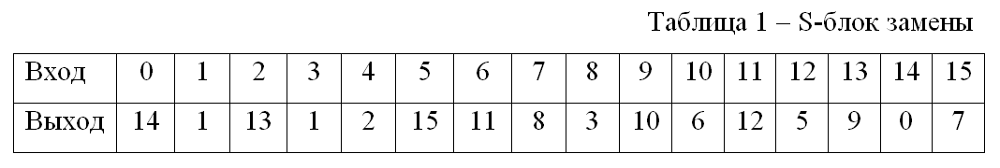 Таблица 1 – S-блок замены
Вход 0 1 2 3 4 5 6 7 8 9 10 11 12 13 14 15
Выход 14 1 13 1 2 15 11 8 3 10 6 12 5 9 0 7